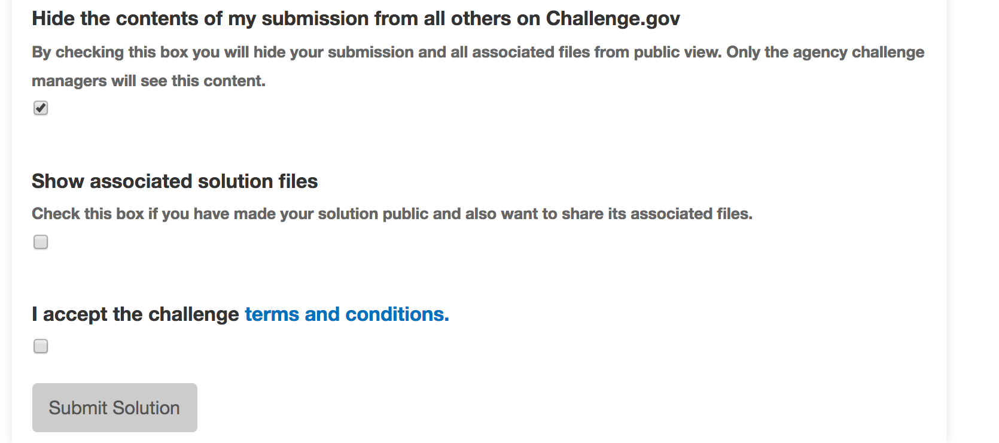 Hide the contents of my submission from all others on Challenge.gov
By checking this box you will hide your submission and all associated files from public view. Only the agency challenge
managers will see this content.
Show associated solution files
Check this box if you have made your solution public and also want to share its associated files.
I accept the challenge terms and conditions.
Submit Solution